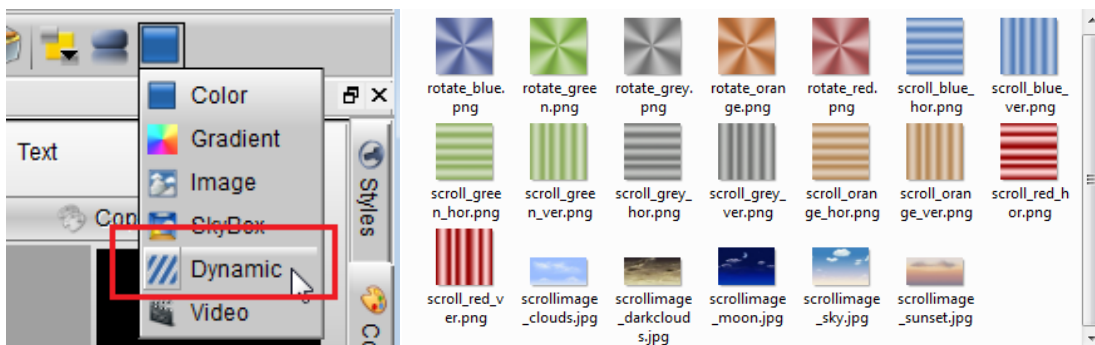 Color
Gradient
Text
Image
Styles
Cop
SkyBox
Dynamic
Video
Co
rotate_blue. rotate_gree rotate_grey. rotate_oran rotate_red. scroll_blue_ scroll_blue_
png n.png png ge.png png hor.png ver.png
scroll_gree scroll_gree scroll_grey_ scroll_grey_ scroll_oran scroll_oran scroll_red_h
n_hor.png n_ver.png hor.png ver.png ge_hor.png ge_ver.png or.png
scroll_red_v scrollimage scrollimage scrollimage scrollimage scrollimage
er.png _clouds.jpg _darkcloud _moon.jpg _sky.jpg _sunset.jpg
s.jpg